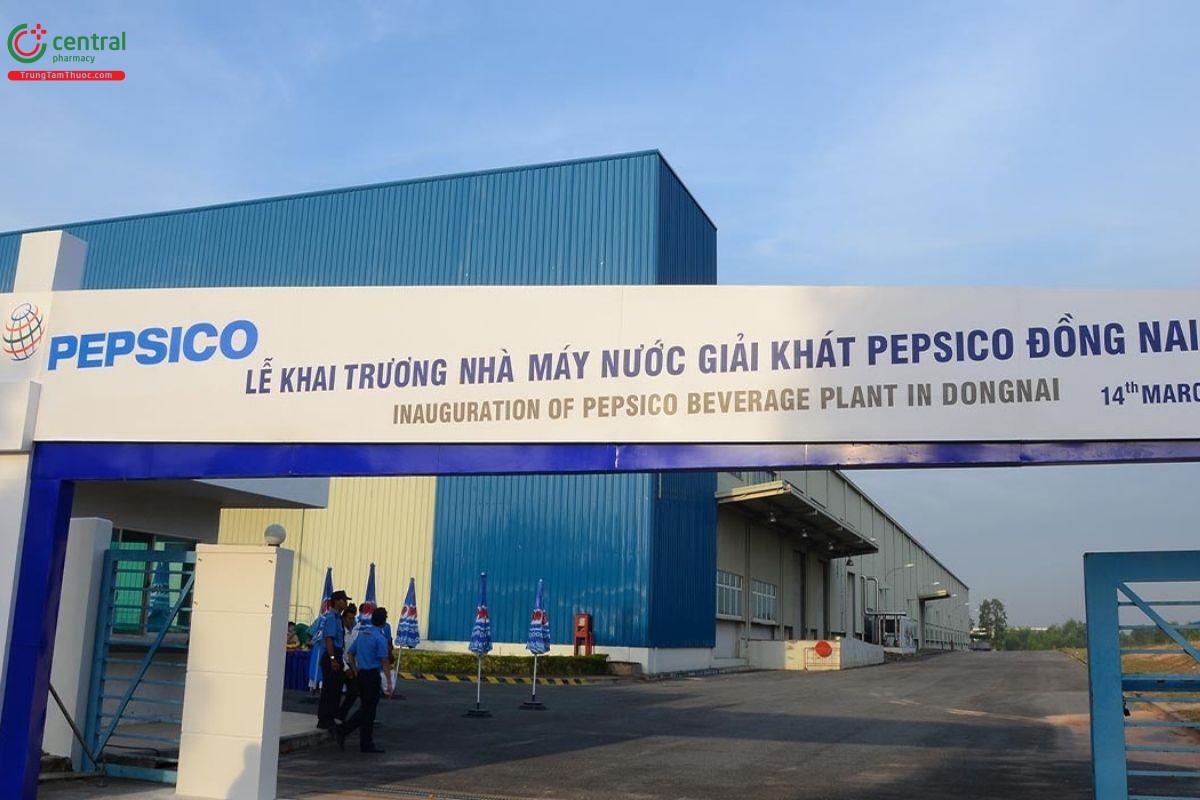 central
pharmacy
TrungTamThuoc.com
PEPSICO
LỄ KHAI TRƯƠNG NHÀ MÁY NƯỚC GIẢI KHÁT PEPSICO ĐỒNG NAI
INAUGURATION OF PEPSICO BEVERAGE PLANT IN DONGNAI
14th MARC